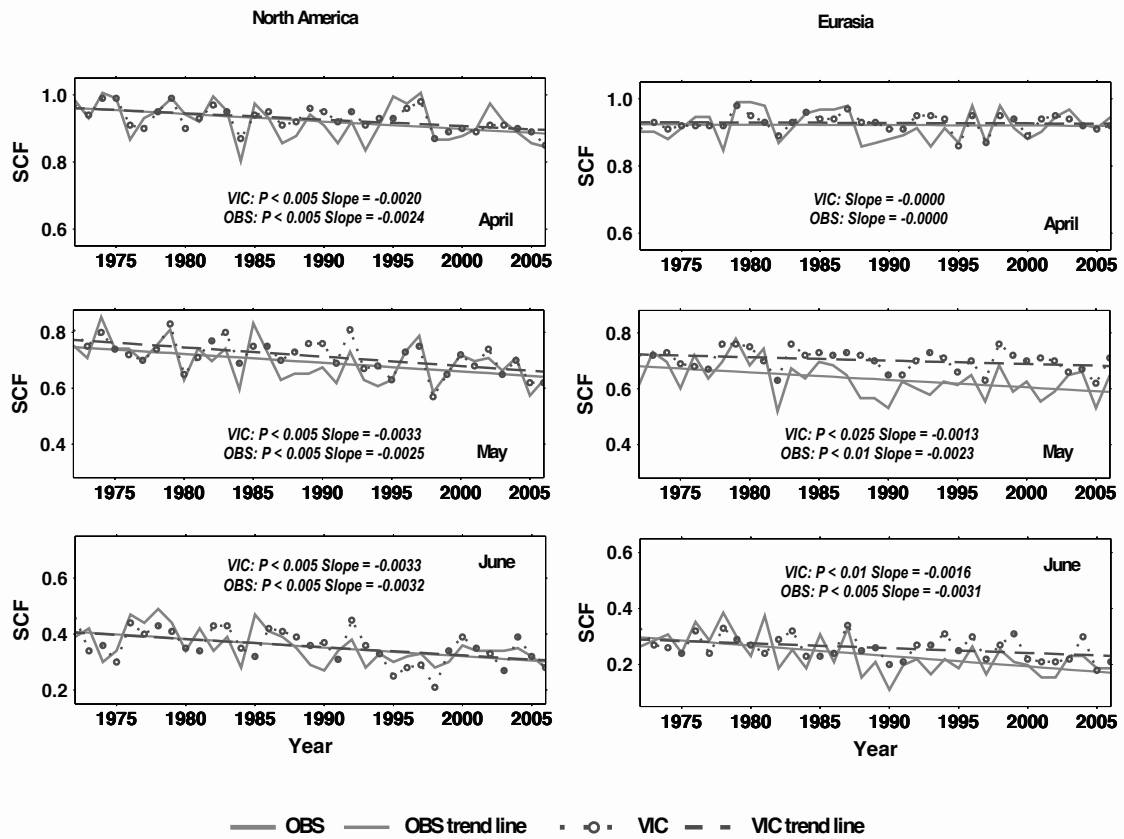 North America
Eurasia
1.0
0.8
0.6
SCF
VIC: P < 0.005 Slope = -0.0020
OBS: P < 0.005 Slope = -0.0024
April
1975 1980 1985 1990 1995 2000 2005
1.0
0.8
0.6
SCF
VIC: Slope = -0.0000
OBS: Slope = -0.0000
April
1975 1980 1985 1990 1995 2000 2005
0.8
0.6
0.4
SCF
VIC: P < 0.005 Slope = -0.0033
OBS: P < 0.005 Slope = -0.0025
May
1975 1980 1985 1990 1995 2000 2005
0.8
0.6
0.4
SCF
VIC: P < 0.025 Slope = -0.0013
OBS: P < 0.01 Slope = -0.0023
May
1975 1980 1985 1990 1995 2000 2005
0.6
0.4
0.2
SCF
VIC: P < 0.005 Slope = -0.0033
OBS: P < 0.005 Slope = -0.0032
June
1975 1980 1985 1990 1995 2000 2005
Year
0.6
0.4
0.2
SCF
VIC: P < 0.01 Slope = -0.0016
OBS: P < 0.005 Slope = -0.0031
June
1975 1980 1985 1990 1995 2000 2005
Year
OBS OBS trend line VIC VIC trend line